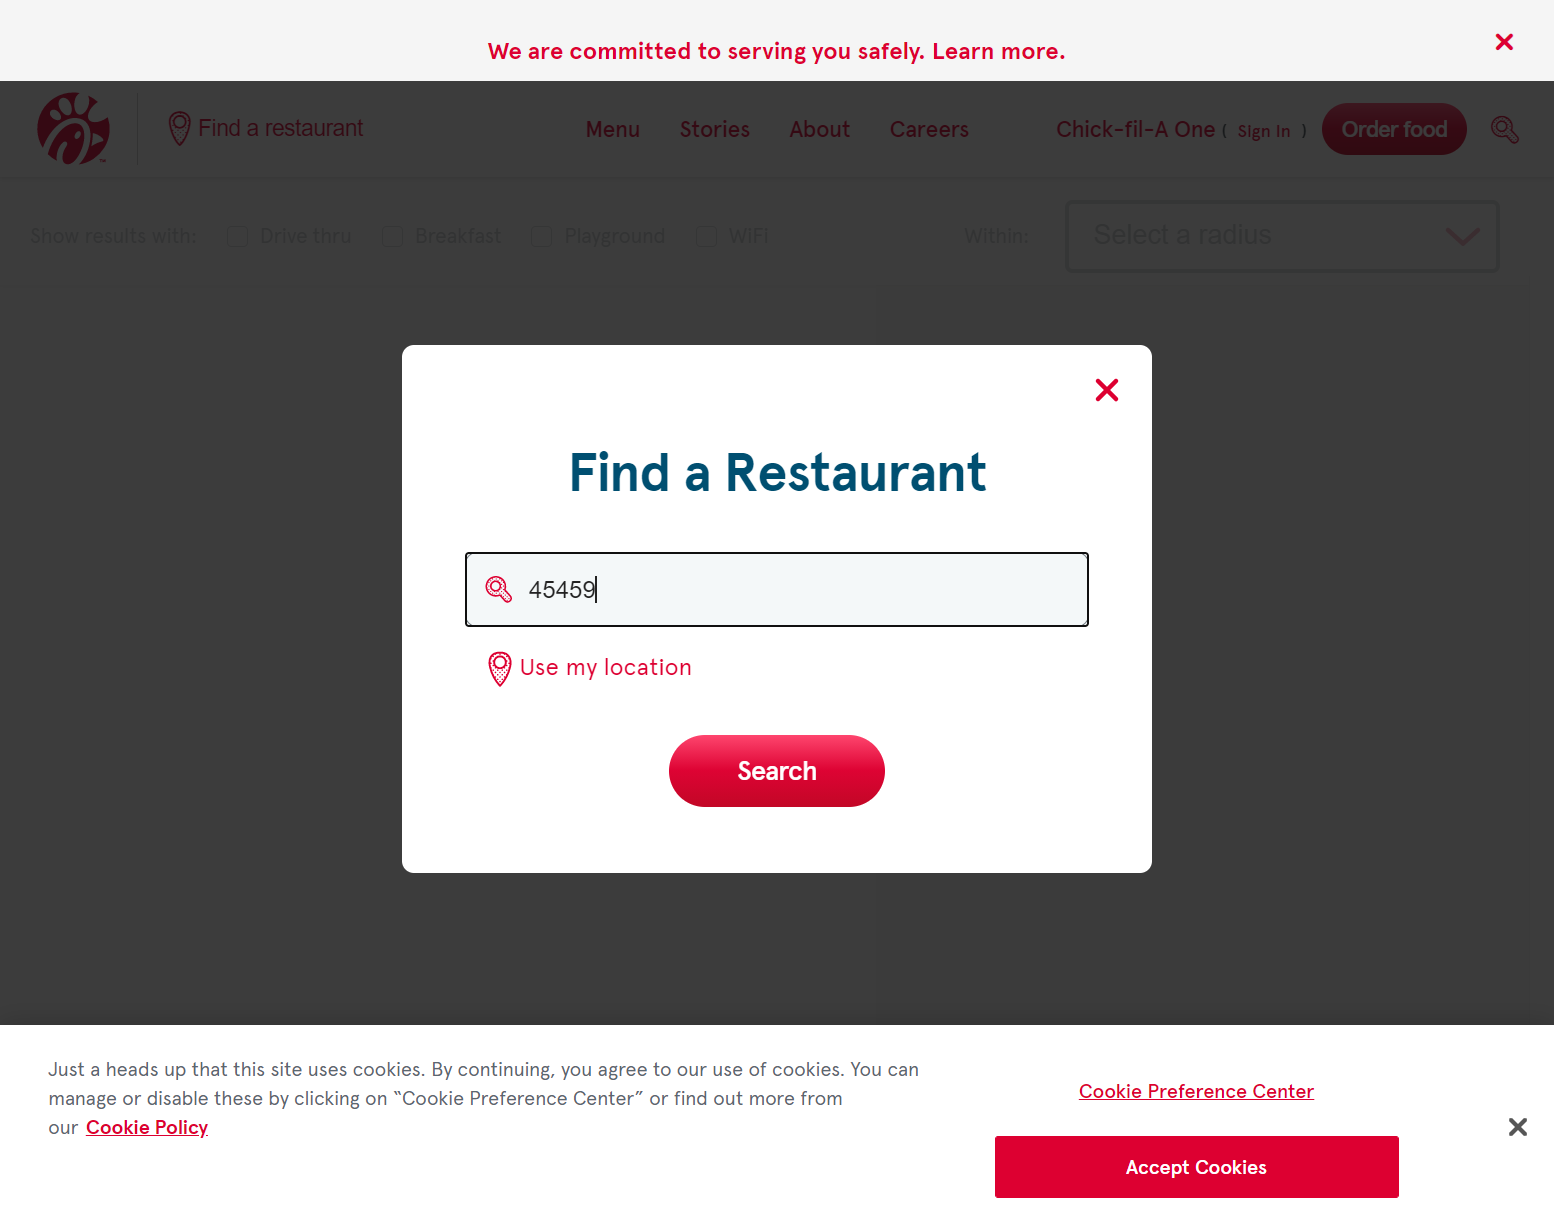 We are committed to serving you safely. Learn more.
Find a restaurant
Menu
Stories
About
Careers
Chick-fil-A One ( Sign In )
Order food
Show results with:
Drive thru
Breakfast
Playground
WiFi
Within:
Select a radius
Find a Restaurant
45459
Use my location
Search
Just a heads up that this site uses cookies. By continuing, you agree to our use of cookies. You can
manage or disable these by clicking on “Cookie Preference Center” or find out more from
our Cookie Policy
Cookie Preference Center
Accept Cookies